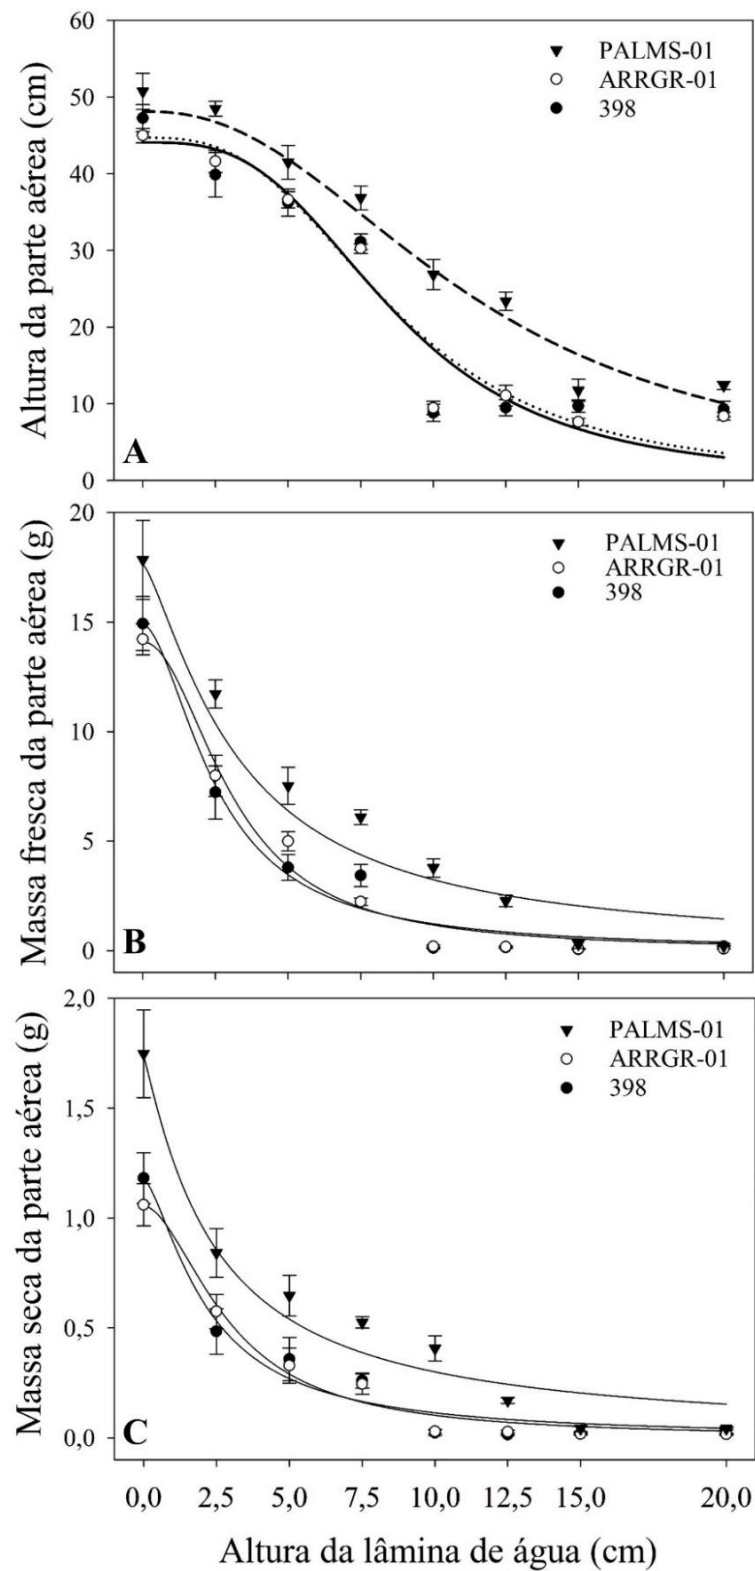 Altura da parte aérea (cm)
60
50
40
30
20
10
0
PALMS-01
ARRGR-01
398
A
Massa fresca da parte aérea (g)
20
15
10
5
0
PALMS-01
ARRGR-01
398
B
Massa seca da parte aérea (g)
2,0
1,5
1,0
0,5
0,0
PALMS-01
ARRGR-01
398
C
0,0 2,5 5,0 7,5 10,0 12,5 15,0 20,0
Altura da lâmina de água (cm)